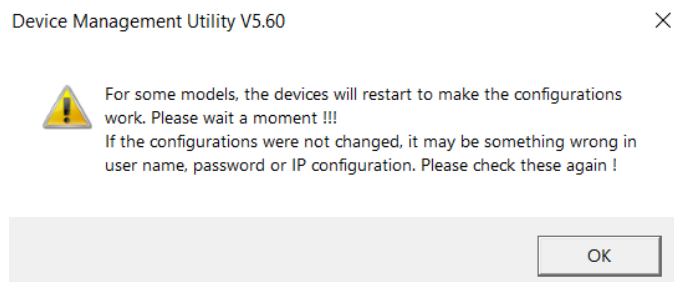 Device Management Utility V5.60
For some models, the devices will restart to make the configurations
work. Please wait a moment !!!
If the configurations were not changed, it may be something wrong in
user name, password or IP configuration. Please check these again !
OK